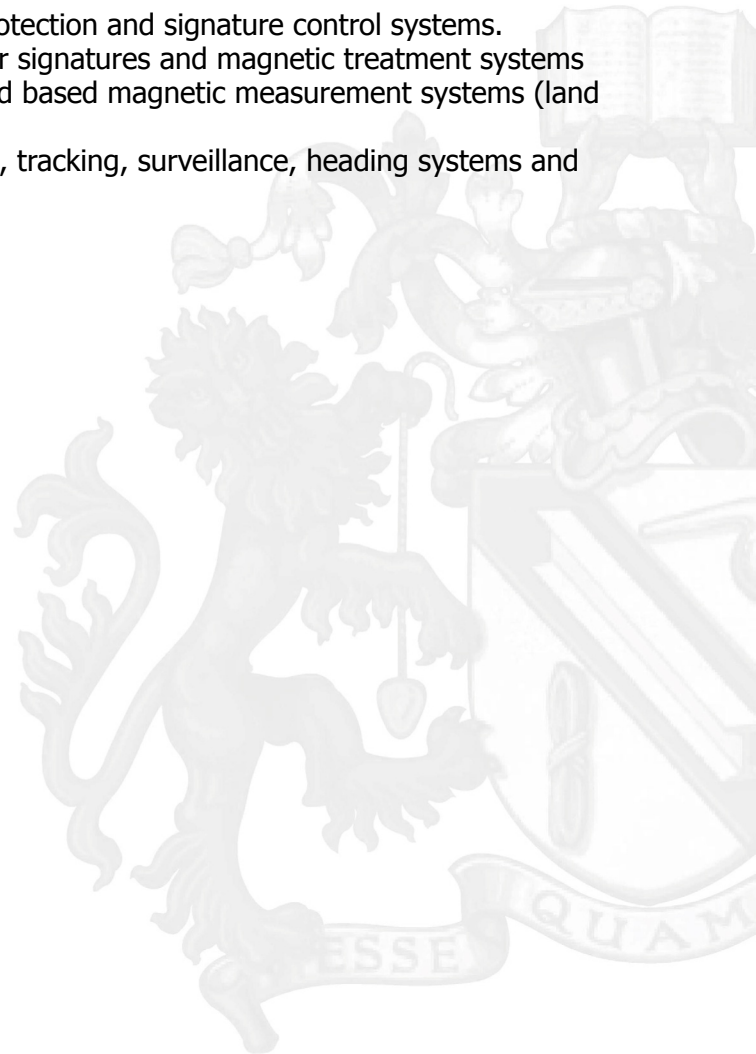 otection and signature control systems.
r signatures and magnetic treatment systems
d based magnetic measurement systems (land
, tracking, surveillance, heading systems and
ESSE
QUAM